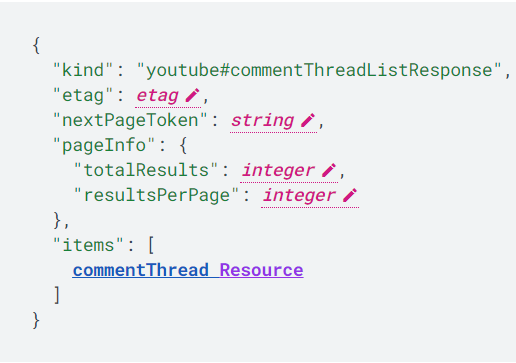 {
"kind": "youtube#commentThreadListResponse",
"etag": etag,
"nextPageToken": string,
"pageInfo": {
"totalResults": integer,
"resultsPerPage": integer
},
"items": [
commentThread Resource
]
}